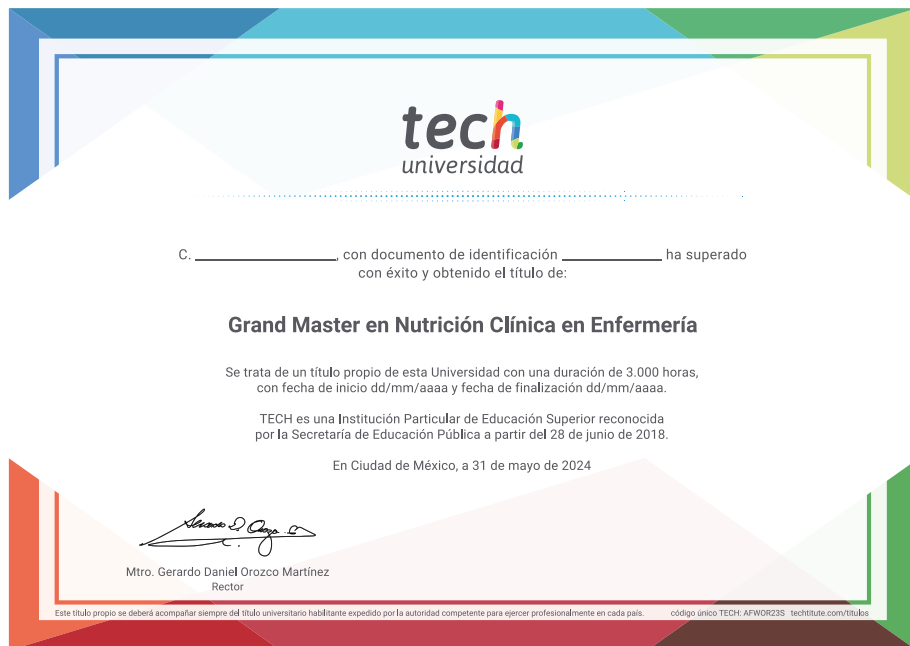 tech
universidad
C. ________________, con documento de identificación ____________ ha superado
con éxito y obtenido el título de:
Grand Master en Nutrición Clínica en Enfermería
Se trata de un título propio de esta Universidad con una duración de 3.000 horas,
con fecha de inicio dd/mm/aaaa y fecha de finalización dd/mm/aaaa.
TECH es una Institución Particular de Educación Superior reconocida
por la Secretaría de Educación Pública a partir del 28 de junio de 2018.
En Ciudad de México, a 31 de mayo de 2024
Mtro. Gerardo Daniel Orozco Martínez
Rector
Este título propio se deberá acompañar siempre del título universitario habilitante expedido por la autoridad competente para ejercer profesionalmente en cada país. código único TECH: AFWOR23S techtitute.com/titulos